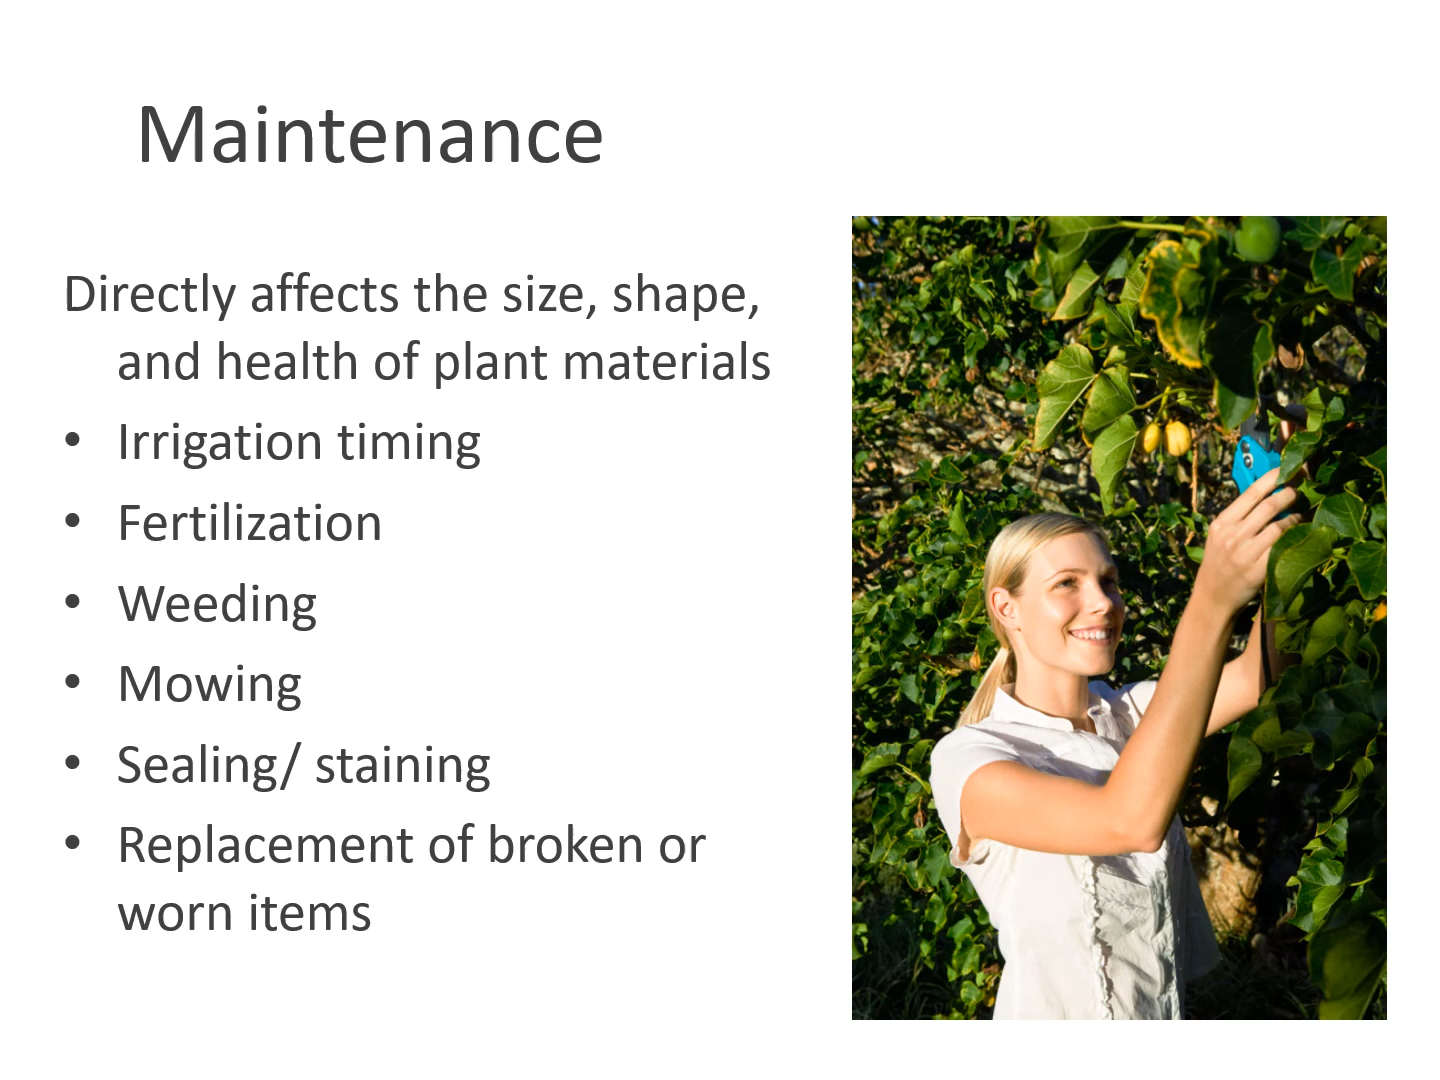 Maintenance
Directly affects the size, shape,
and health of plant materials
• Irrigation timing
• Fertilization
• Weeding
• Mowing
• Sealing/ staining
• Replacement of broken or
worn items